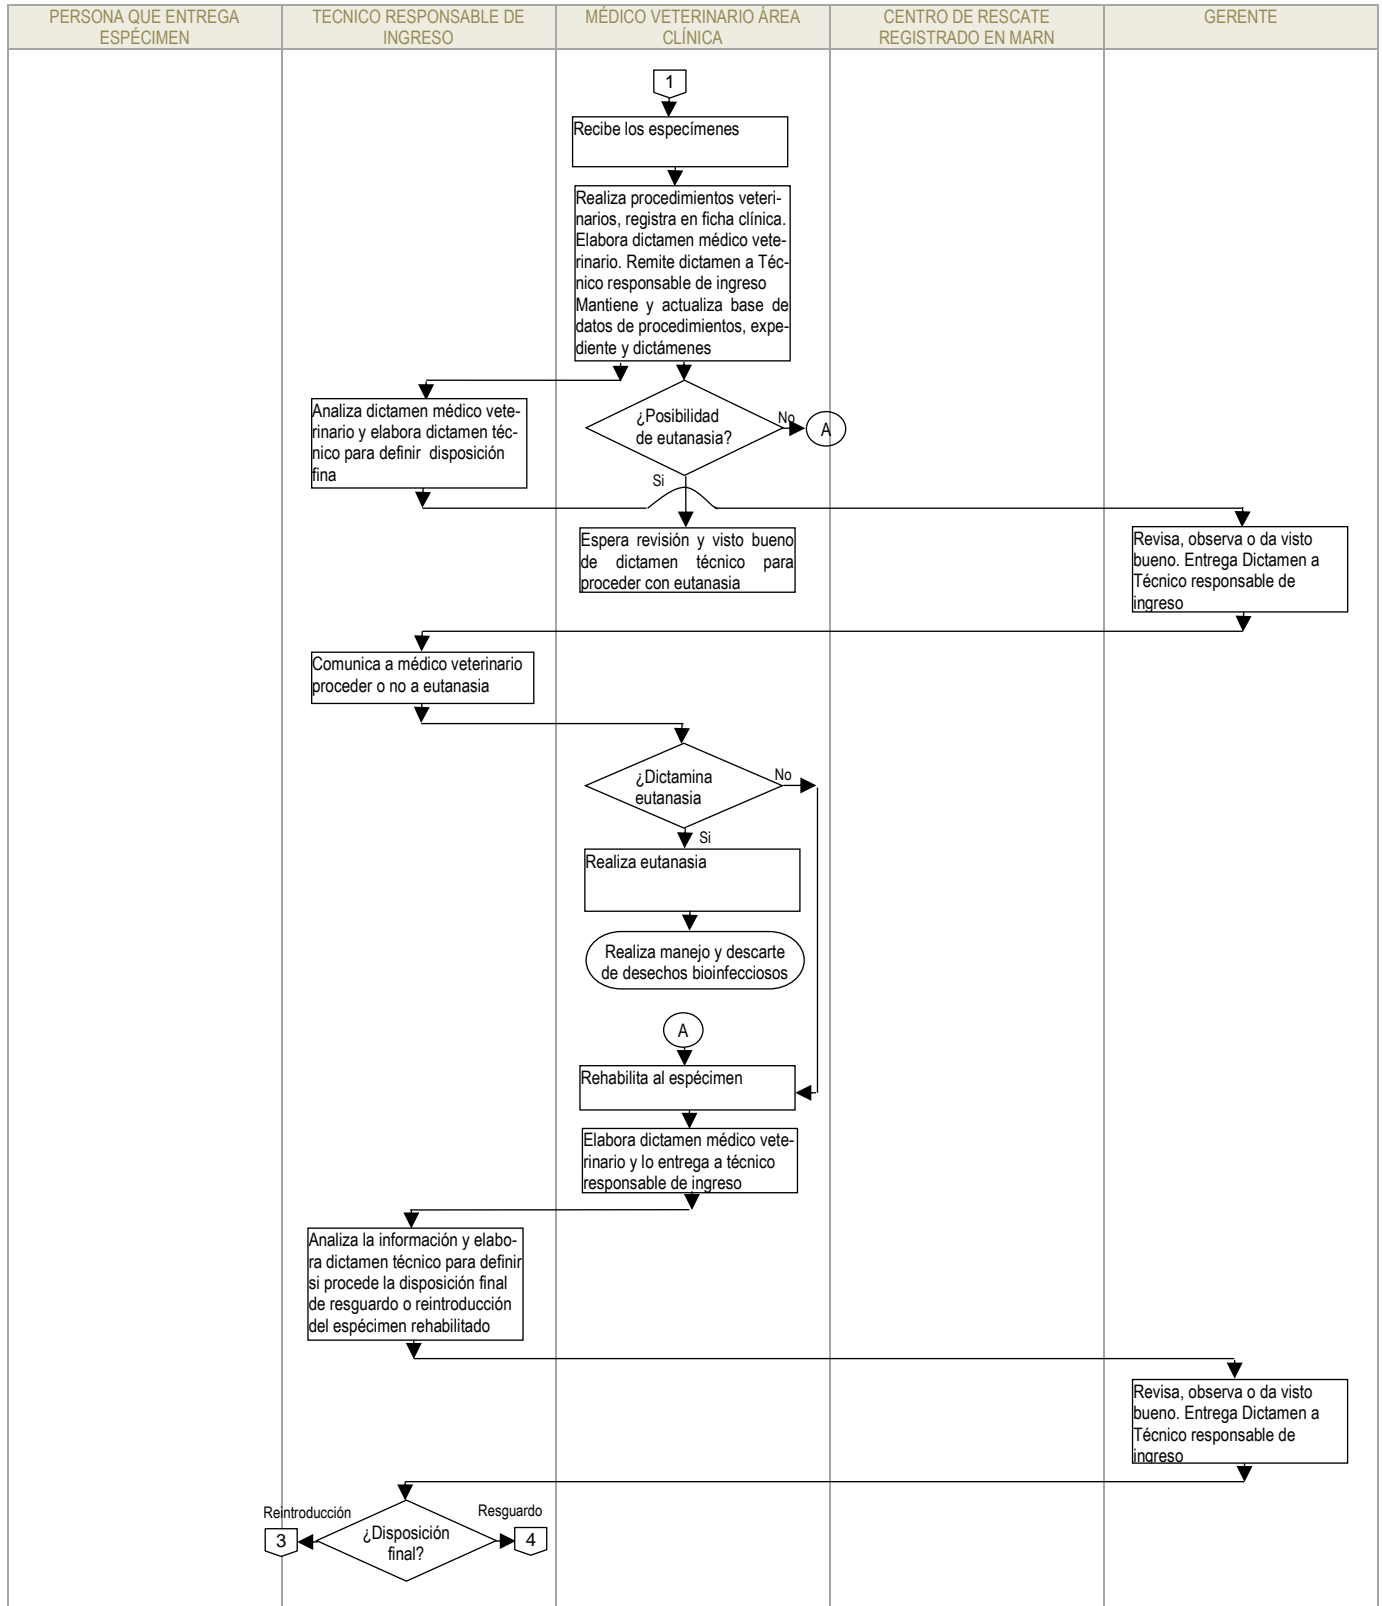 PERSONA QUE ENTREGA
ESPÉCIMEN
TECNICO RESPONSABLE DE
INGRESO
MÉDICO VETERINARIO ÁREA
CLÍNICA
CENTRO DE RESCATE
REGISTRADO EN MARN
GERENTE
1
Recibe los especímenes
Realiza procedimientos veteri-
narios, registra en ficha clínica.
Elabora dictamen médico vete-
rinario. Remite dictamen a Téc-
nico responsable de ingreso
Mantiene y actualiza base de
datos de procedimientos, expe-
diente y dictámenes
Analiza dictamen médico vete-
rinario y elabora dictamen téc-
nico para definir disposición
fina
¿Posibilidad
de eutanasia?
No
A
Si
Espera revisión y visto bueno
de dictamen técnico para
proceder con eutanasia
Revisa, observa o da visto
bueno. Entrega Dictamen a
Técnico responsable de
ingreso
Comunica a médico veterinario
proceder o no a eutanasia
¿Dictamina
eutanasia
No
Si
Realiza eutanasia
Realiza manejo y descarte
de desechos bioinfecciosos
A
Rehabilita al espécimen
Elabora dictamen médico vete-
rinario y lo entrega a técnico
responsable de ingreso
Analiza la información y elabo-
ra dictamen técnico para definir
si procede la disposición final
de resguardo o reintroducción
del espécimen rehabilitado
Revisa, observa o da visto
bueno. Entrega Dictamen a
Técnico responsable de
ingreso
Reintroducción
Resguardo
3
¿Disposición
final?
4